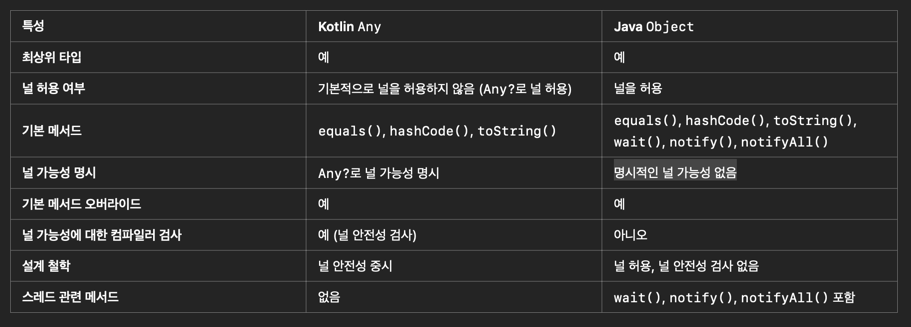 특성 Kotlin Any Java Object
최상위 타입 예 예
널 허용 여부 기본적으로 널을 허용하지 않음 (Any?로 널 허용) 널을 허용
기본 메서드 equals(), hashCode(), toString() equals(), hashCode(), toString(),
wait(), notify(), notifyAll()
널 가능성 명시 Any?로 널 가능성 명시 명시적인 널 가능성 없음
기본 메서드 오버라이드 예 예
널 가능성에 대한 컴파일러 검사 예 (널 안전성 검사) 아니오
설계 철학 널 안전성 중시 널 허용, 널 안전성 검사 없음
스레드 관련 메서드 없음 wait(), notify(), notifyAll() 포함